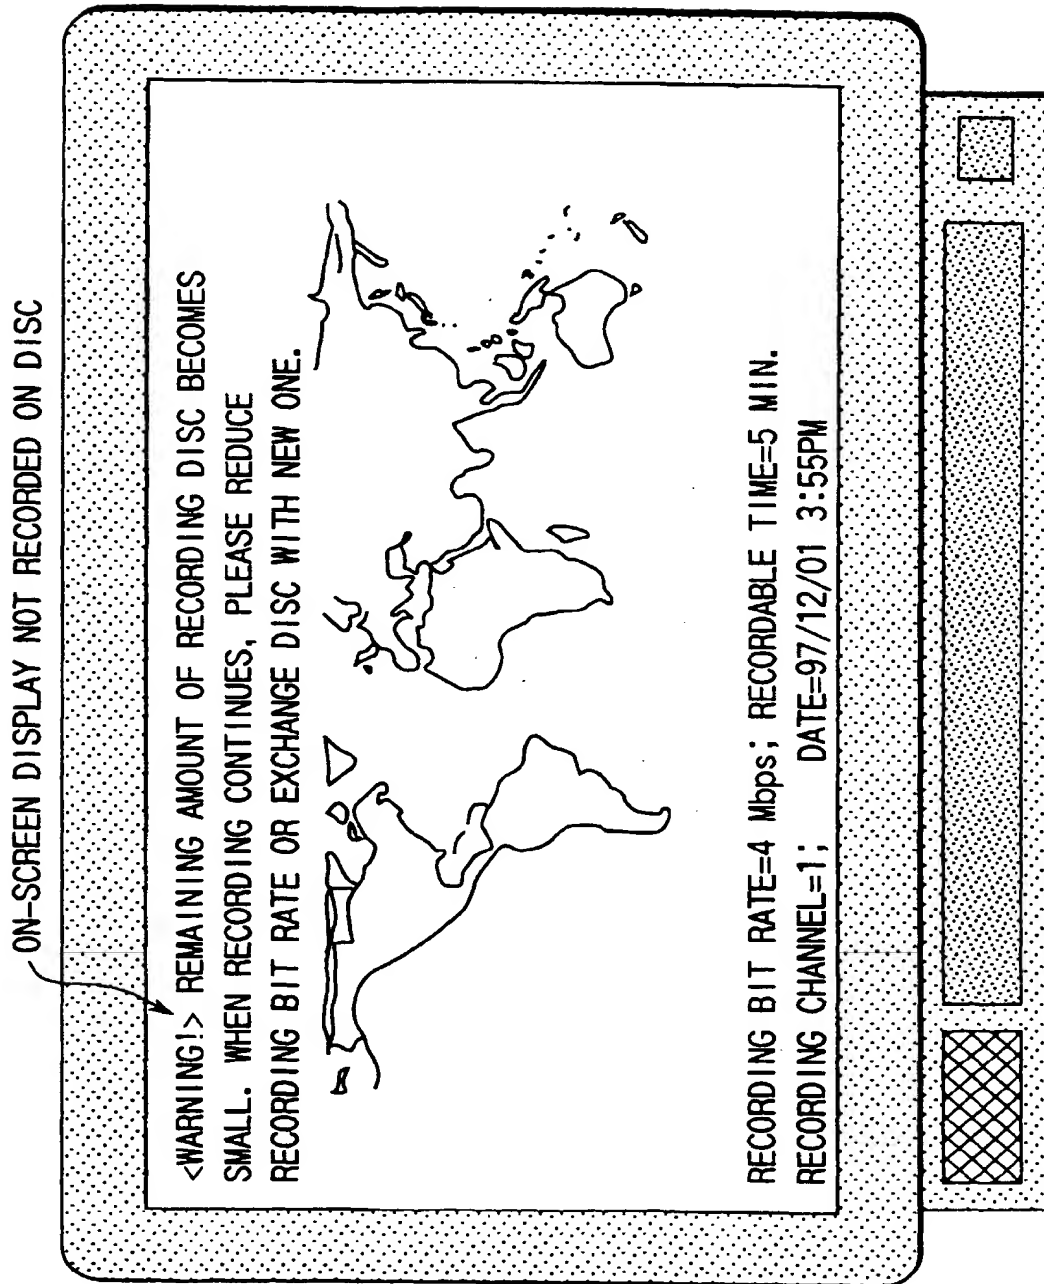 ON-SCREEN DISPLAY NOT RECORDED ON DISC
<WARNING!> REMAINING AMOUNT OF RECORDING DISC BECOMES
SMALL. WHEN RECORDING CONTINUES, PLEASE REDUCE
RECORDING BIT RATE OR EXCHANGE DISC WITH NEW ONE.
RECORDING BIT RATE=4 Mbps; RECORDABLE TIME=5 MIN.
RECORDING CHANNEL=1; DATE=97/12/01 3:55PM